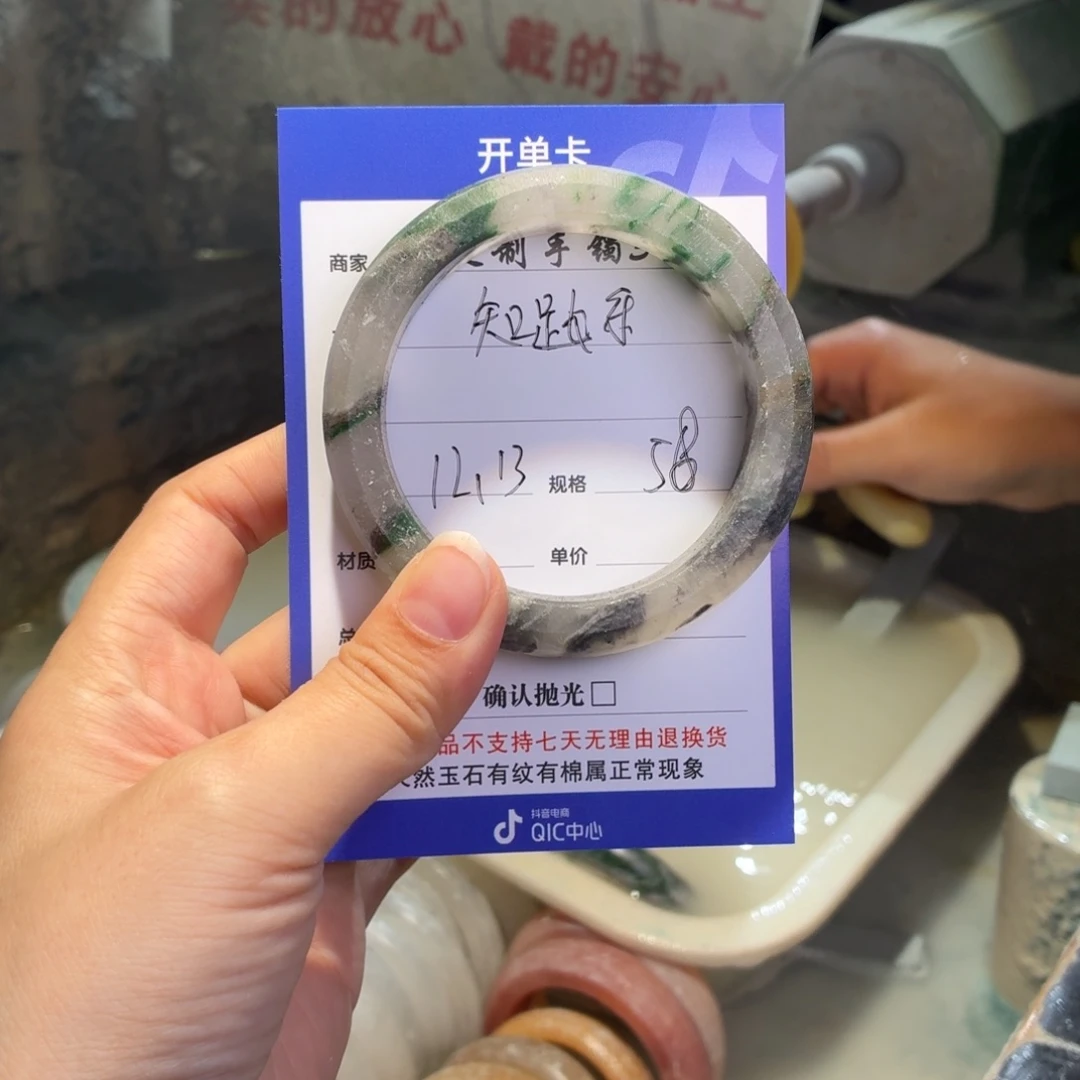 的放心 戴的安心
开单卡
商家 制手镯
知足女乐
12.13 规格 58
材质 单价
总
确认抛光□
品不支持七天无理由退换货
然玉石有纹有棉属正常现象
抖音电商
QIC中心